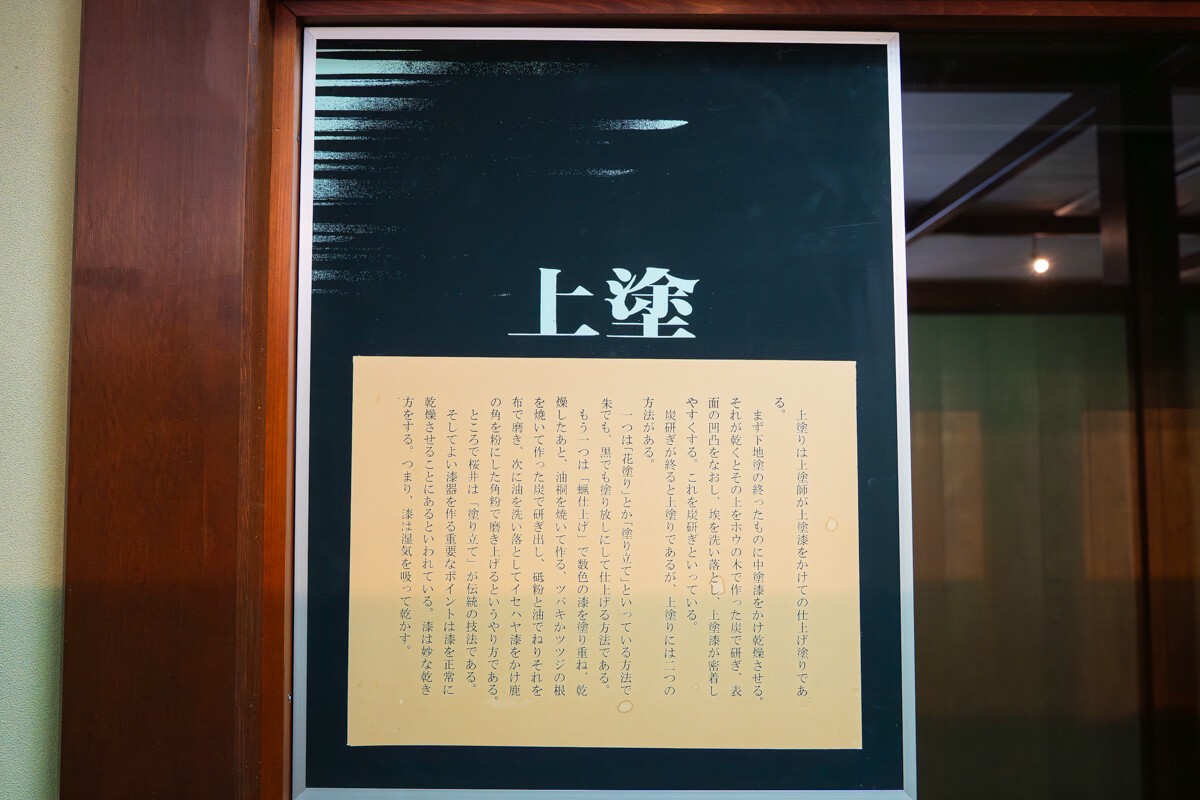 上塗
上塗りは上塗師が上塗漆をかけての仕上げ塗りであ
る。
まず下地塗の終ったものに中塗漆をかけ乾燥させる。
それが乾くとその上をホウの木で作った炭で研ぎ、表
面の凹凸をなおし、埃を洗い落とし、上塗漆が密着し
やすくする。これを炭研ぎといっている。
炭研ぎが終ると上塗りであるが、上塗りには二つの
方法がある。
一つは「花塗り」とか「塗り立て」といっている方法で
朱でも、黒でも塗り放しにして仕上げる方法である。
もう一つは「蝋仕上げ」で数色の漆を塗り重ね、乾
燥したあと、油桐を焼いて作る、ツバキかツツジの根
を焼いて作った炭で研ぎ出し、砥粉と油でねりそれを
布で磨き、次に油を洗い落としてイセハヤ漆をかけ鹿
の角を粉にした角粉で磨き上げるというやり方である。
ところで桜井は「塗り立て」が伝統の技法である。
そしてよい漆器を作る重要なポイントは漆を正常に
乾燥させることにあるといわれている。漆は妙な乾き
方をする。つまり、漆は湿気を吸って乾かす。